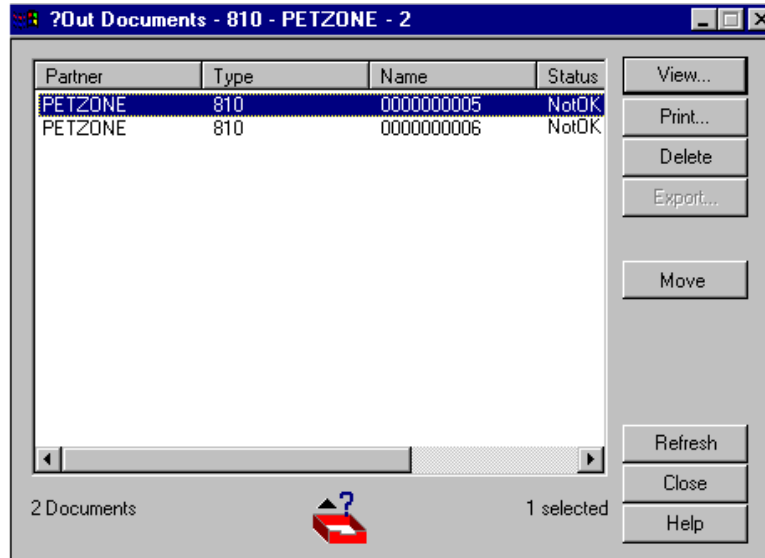 ?Out Documents - 810 - PETZONE - 2
Partner Type Name Status
PETZONE 810 0000000005 NotOK
PETZONE 810 0000000006 NotOK
View...
Print...
Delete
Export...
Move
Refresh
Close
Help
2 Documents
?
1 selected